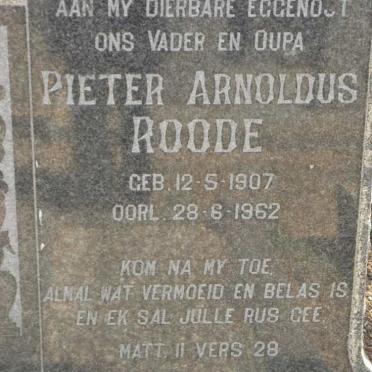 AAN MY DIERBARE EGGENOOT
ONS VADER EN OUPA
PIETER ARNOLDUS
ROODE
GEB. 12-5-1907
OORL. 28-6-1962
KOM NA MY TOE,
ALMAL WAT VERMOEID EN BELAS IS,
EN EK SAL JULLE RUS GEE
MATT. 11 VERS 28